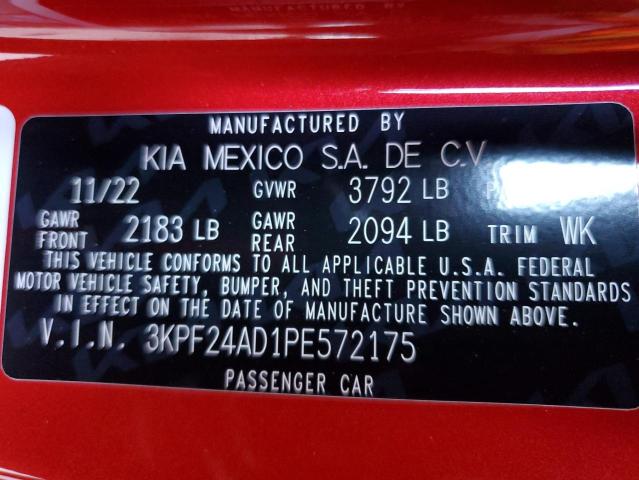 MANUFACTURED BY
KIA MEXICO S.A. DE C.V
11/22 GVWR 3792 LB
GAWR FRONT 2183 LB GAWR REAR 2094 LB TRIM WK
THIS VEHICLE CONFORMS TO ALL APPLICABLE U.S.A. FEDERAL
MOTOR VEHICLE SAFETY, BUMPER, AND THEFT PREVENTION STANDARDS
IN EFFECT ON THE DATE OF MANUFACTURE SHOWN ABOVE.
V.I.N. 3KPF24AD1PE572175
PASSENGER CAR